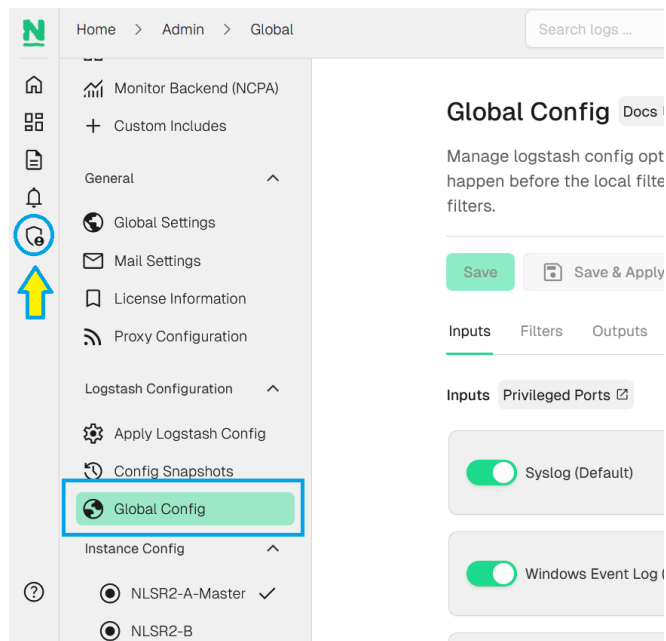 Home > Admin > Global
Search logs ...
Monitor Backend (NCPA)
Custom Includes
General
Global Settings
Mail Settings
License Information
Proxy Configuration
Logstash Configuration
Apply Logstash Config
Config Snapshots
Global Config
Instance Config
NLSR2-A-Master
NLSR2-B
Global Config Docs
Manage logstash config opt
happen before the local filte
filters.
Save Save & Apply
Inputs Filters Outputs
Inputs Privileged Ports
Syslog (Default)
Windows Event Log (